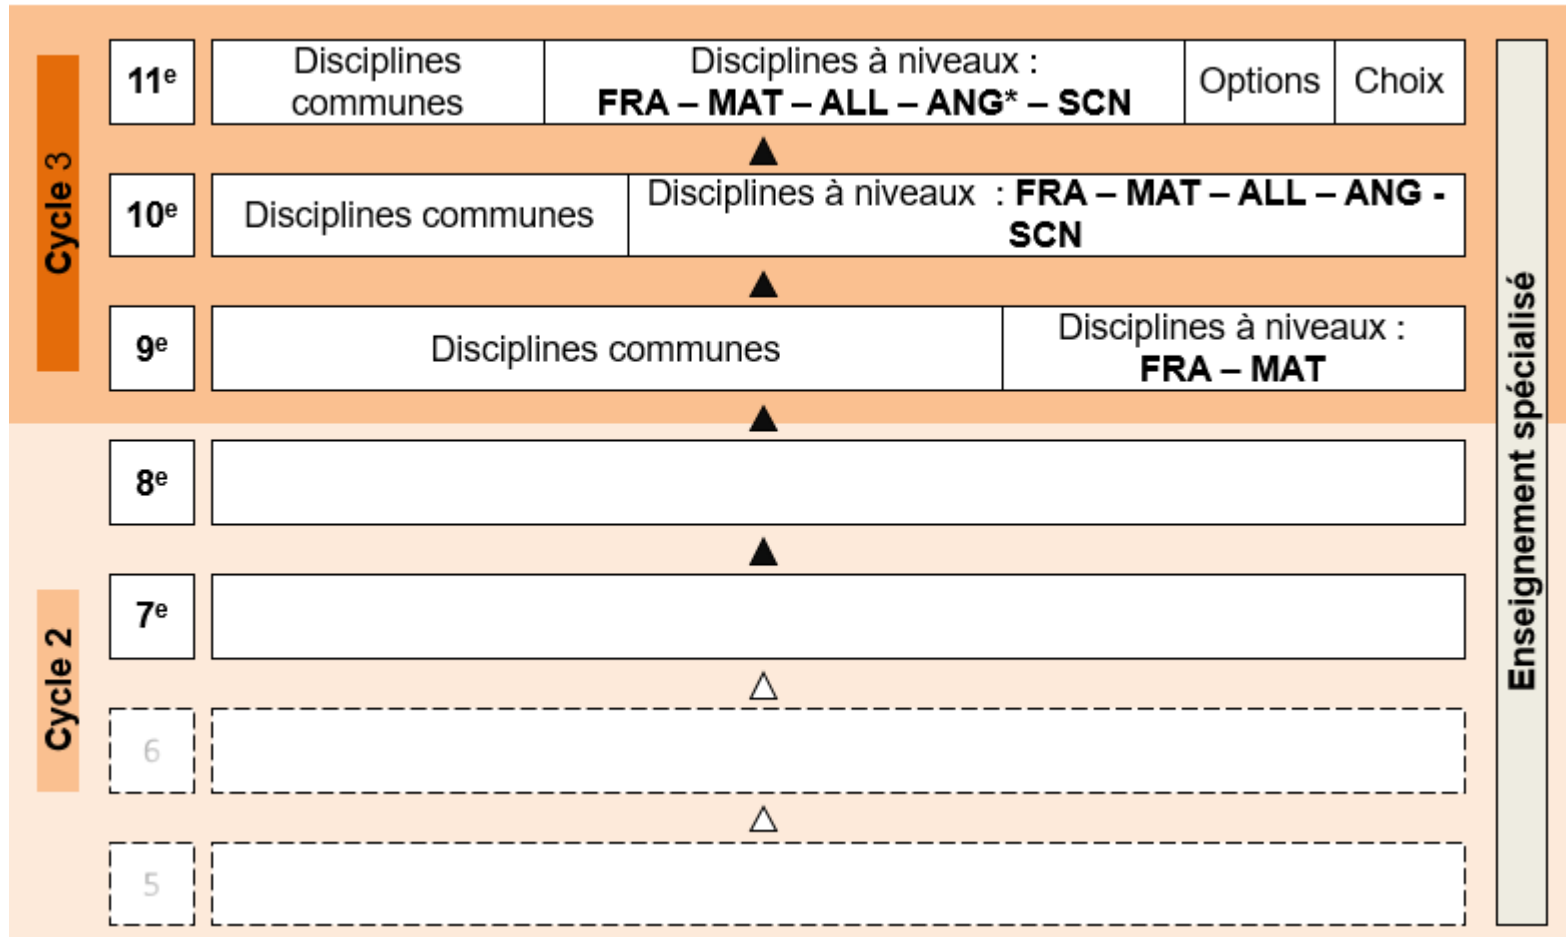 11e
Disciplines
communes
Disciplines à niveaux :
FRA – MAT – ALL – ANG* – SCN
Options
Choix
Cycle 3
10e
Disciplines communes
Disciplines à niveaux : FRA – MAT – ALL – ANG -
SCN
9e
Disciplines communes
Disciplines à niveaux :
FRA – MAT
8e
7e
Cycle 2
6
5
Enseignement spécialisé